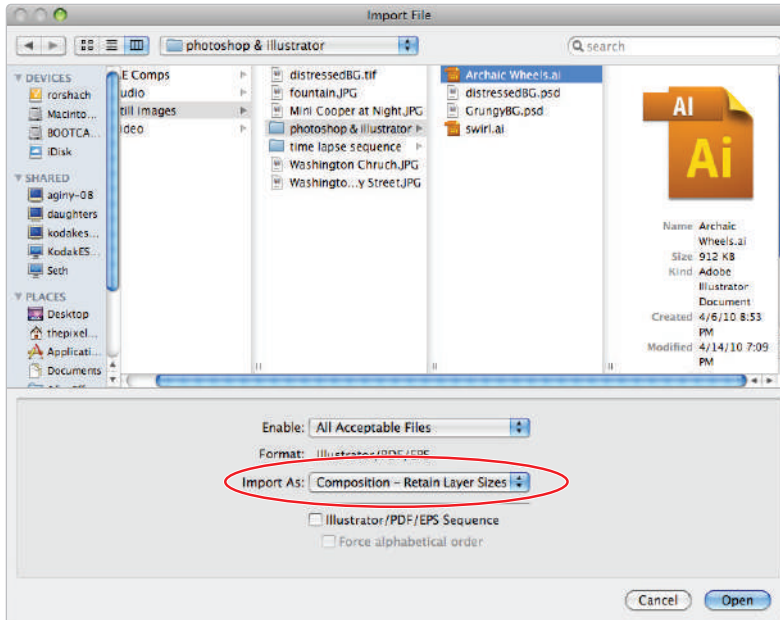 Import File
photoshop & illustrator
search
DEVICES
rorshach
Macinto...
BOOTCA...
iDisk
SHARED
aginy-08
daughters
kodakes...
KodakES...
Seth
PLACES
Desktop
thepixel...
Applicati...
Documents
E Comps
udio
till Images
ideo
distressedBG.tif
fountain.JPG
Mini Cooper at Night.JPG
photoshop & illustrator
time lapse sequence
Washington Chruch.JPG
Washingto...y Street.JPG
Archaic Wheels.ai
distressedBG.psd
GrungyBG.psd
swirl.ai
AI
Ai
Name Archaic
Wheels.ai
Size 912 KB
Kind Adobe
Illustrator
Document
Created 4/6/10 8:53
PM
Modified 4/14/10 7:09
PM
Enable: All Acceptable Files
Format: Illustrator/PDF/EPS
Import As: Composition – Retain Layer Sizes
Illustrator/PDF/EPS Sequence
Force alphabetical order
Cancel
Open